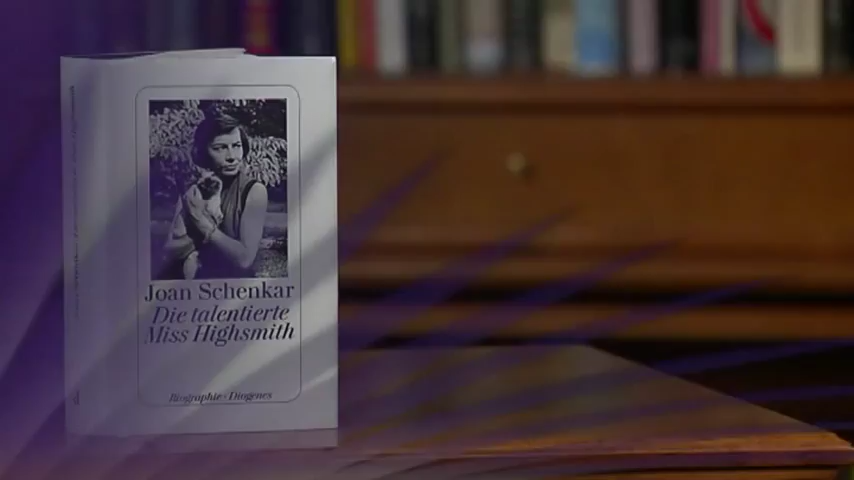 Joan Schenkar
Die talentierte
Miss Highsmith
Biographie · Diogenes